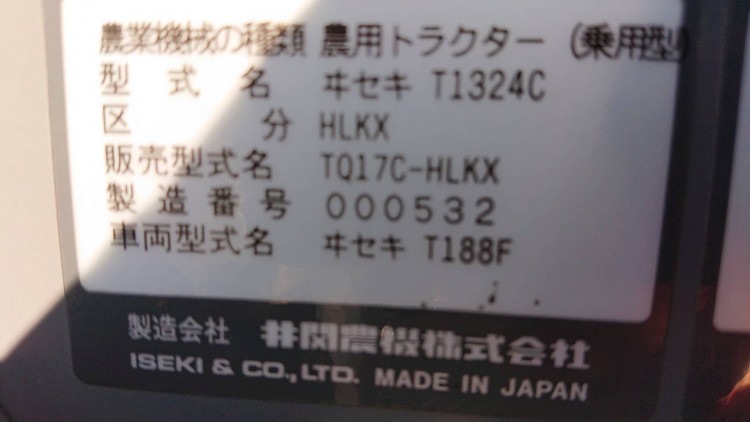 農業機械の種類 農用トラクター (乗用型)
型式名 ヰセキ T1324C
区分 HLKX
販売型式名 TQ17C-HLKX
製造番号 000532
車両型式名 ヰセキ T188F
製造会社 井関農機株式会社
ISEKI & CO., LTD. MADE IN JAPAN